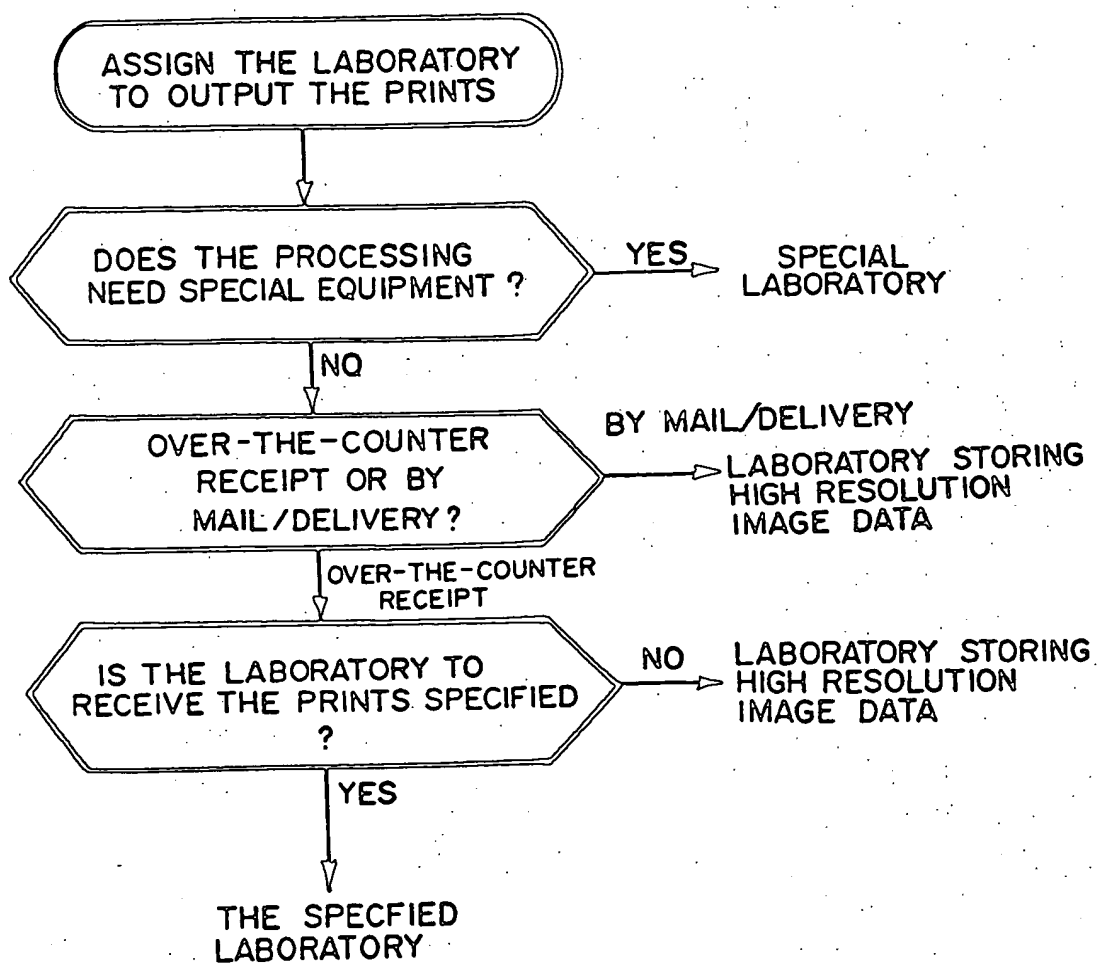 ASSIGN THE LABORATORY
TO OUTPUT THE PRINTS
DOES THE PROCESSING
NEED SPECIAL EQUIPMENT ?
YES
SPECIAL
LABORATORY
NO
OVER-THE-COUNTER
RECEIPT OR BY
MAIL/DELIVERY ?
BY MAIL/DELIVERY
LABORATORY STORING
HIGH RESOLUTION
IMAGE DATA
OVER-THE-COUNTER
RECEIPT
IS THE LABORATORY TO
RECEIVE THE PRINTS SPECIFIED
?
NO
LABORATORY STORING
HIGH RESOLUTION
IMAGE DATA
YES
THE SPECFIED
LABORATORY